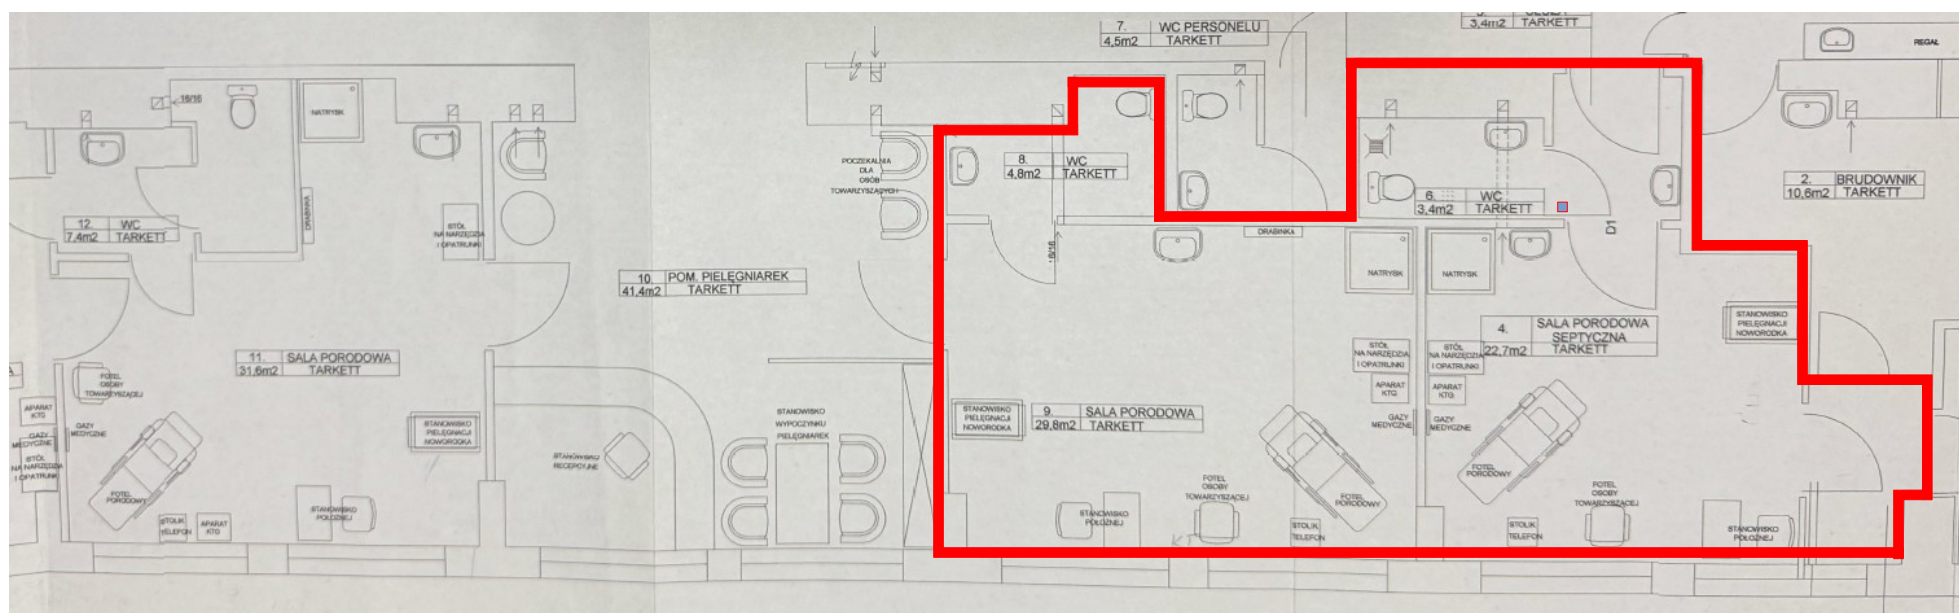 7. WC PERSONELU
4,5m2 TARKETT
3,4m2 TARKETT
REGAŁ
16/16
NATRYSK
POCZEKALNIA
DLA
OSÓB
TOWARZYSZĄCYCH
8. WC
4,8m2 TARKETT
6. WC
3,4m2 TARKETT
2. BRUDOWNIK
10,6m2 TARKETT
12. WC
7,4m2 TARKETT
DRABINKA
STÓŁ
NA NARZĘDZIA
I OPATRUNKI
D1
DRABINKA
16/16
10. POM. PIELĘGNIAREK
41,4m2 TARKETT
NATRYSK
NATRYSK
4. SALA PORODOWA
SEPTYCZNA
22,7m2 TARKETT
STANOWISKO
PIELĘGNACJI
NOWORODKA
11. SALA PORODOWA
31,6m2 TARKETT
STÓŁ
NA NARZĘDZIA
I OPATRUNKI
STÓŁ
NA NARZĘDZIA
I OPATRUNKI
APARAT
KTG
APARAT
KTG
FOTEL
OSOBY
TOWARZYSZĄCEJ
APARAT
KTG
GAZY
MEDYCZNE
GAZY
MEDYCZNE
STÓŁ
NA NARZĘDZIA
I OPATRUNKI
STANOWISKO
PIELĘGNACJI
NOWORODKA
STANOWISKO
WYPOCZYNKU
PIELĘGNIAREK
STANOWISKO
PIELĘGNACJI
NOWORODKA
9. SALA PORODOWA
29,8m2 TARKETT
GAZY
MEDYCZNE
GAZY
MEDYCZNE
STANOWISKO
RECEPCYJNE
FOTEL
PORODOWY
STANOWISKO
POŁOŻNEJ
STOLIK
TELEFON
APARAT
KTG
FOTEL
OSOBY
TOWARZYSZĄCEJ
FOTEL
PORODOWY
STANOWISKO
POŁOŻNEJ
KT
STOLIK
TELEFON
FOTEL
PORODOWY
FOTEL
OSOBY
TOWARZYSZĄCEJ
STOLIK
TELEFON
STANOWISKO
POŁOŻNEJ